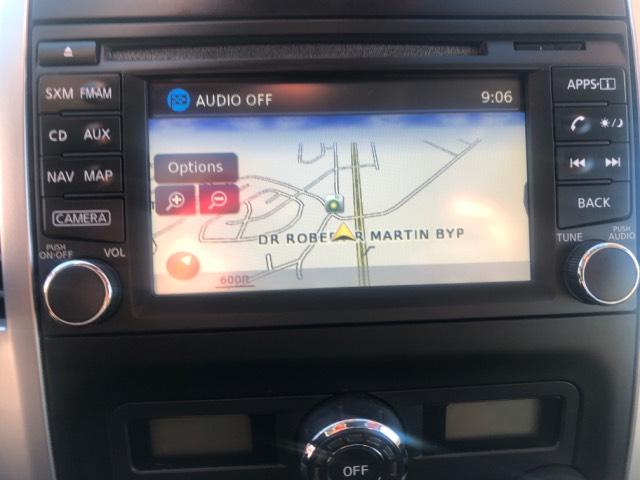 SXM FM·AM
CD AUX
NAV MAP
CAMERA
PUSH
ON·OFF
VOL
AUDIO OFF 9:06
Options
DR ROBE R MARTIN BYP
600ft
APPS·
BACK
TUNE
PUSH
AUDIO
OFF